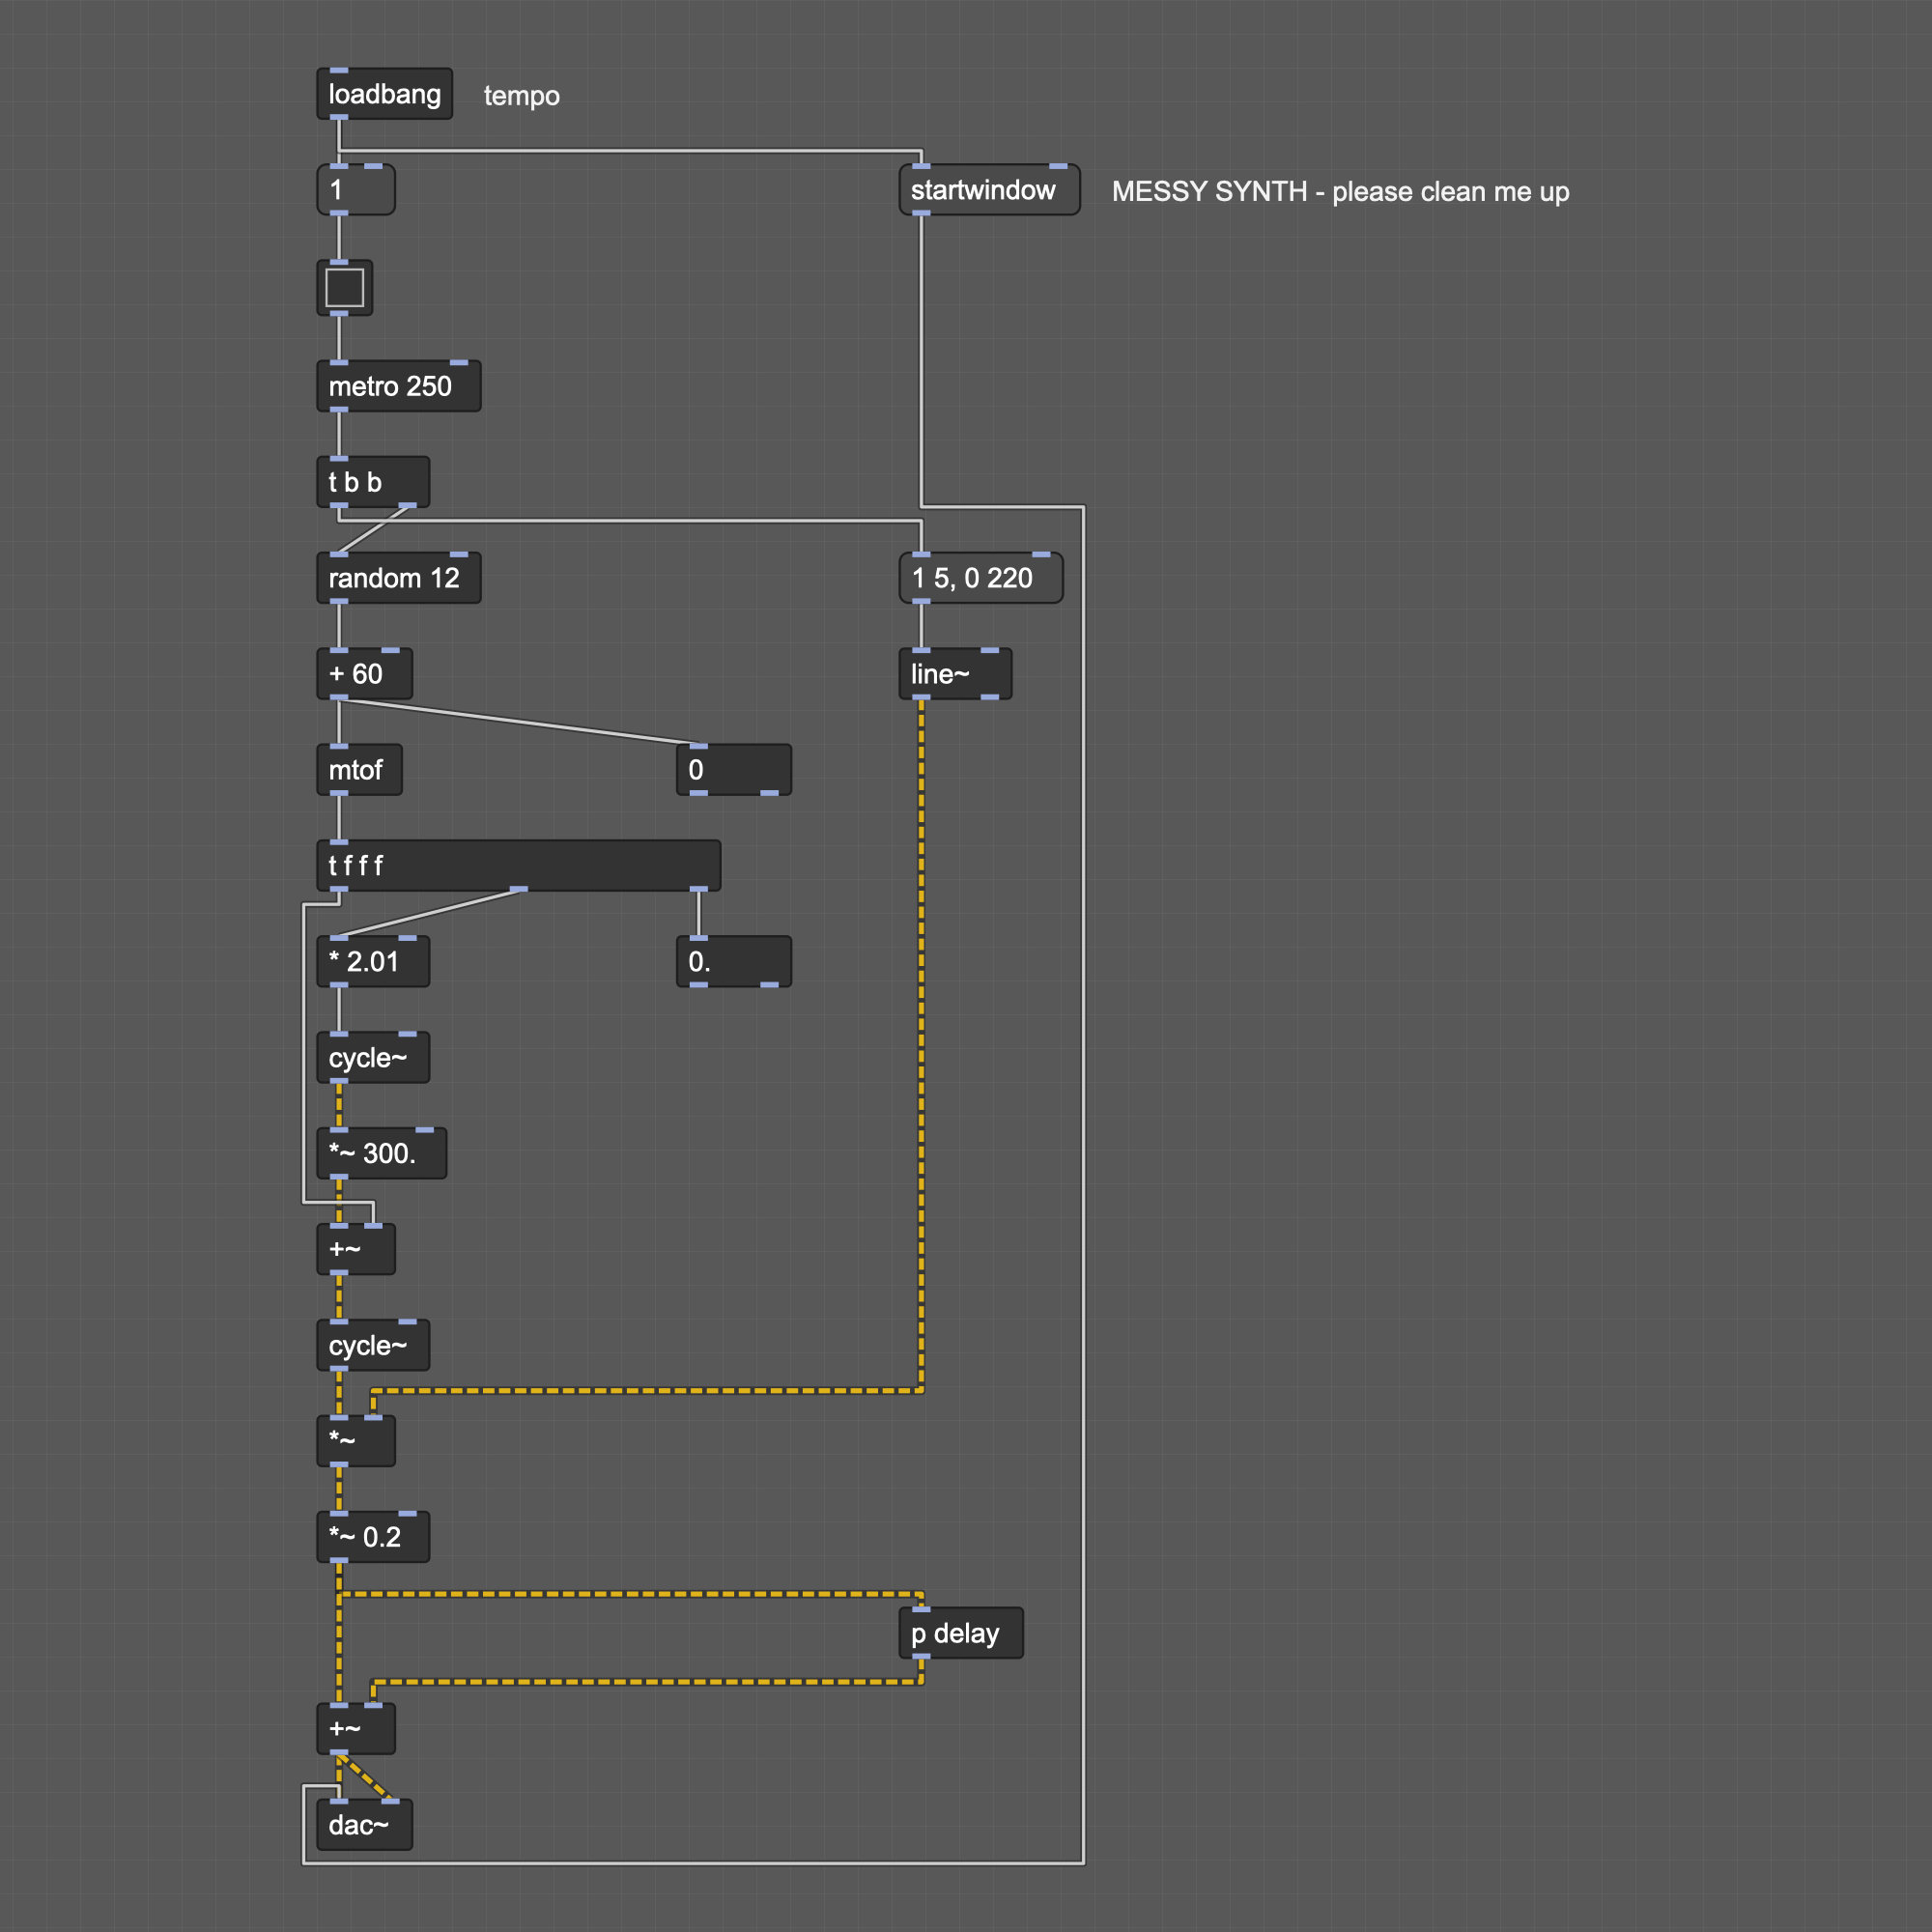 loadbang
tempo
1
startwindow
MESSY SYNTH - please clean me up
metro 250
t b b
random 12
1 5, 0 220
+ 60
line~
mtof
0
t f f f
* 2.01
0.
cycle~
*~ 300.
+~
cycle~
*~
*~ 0.2
p delay
+~
dac~